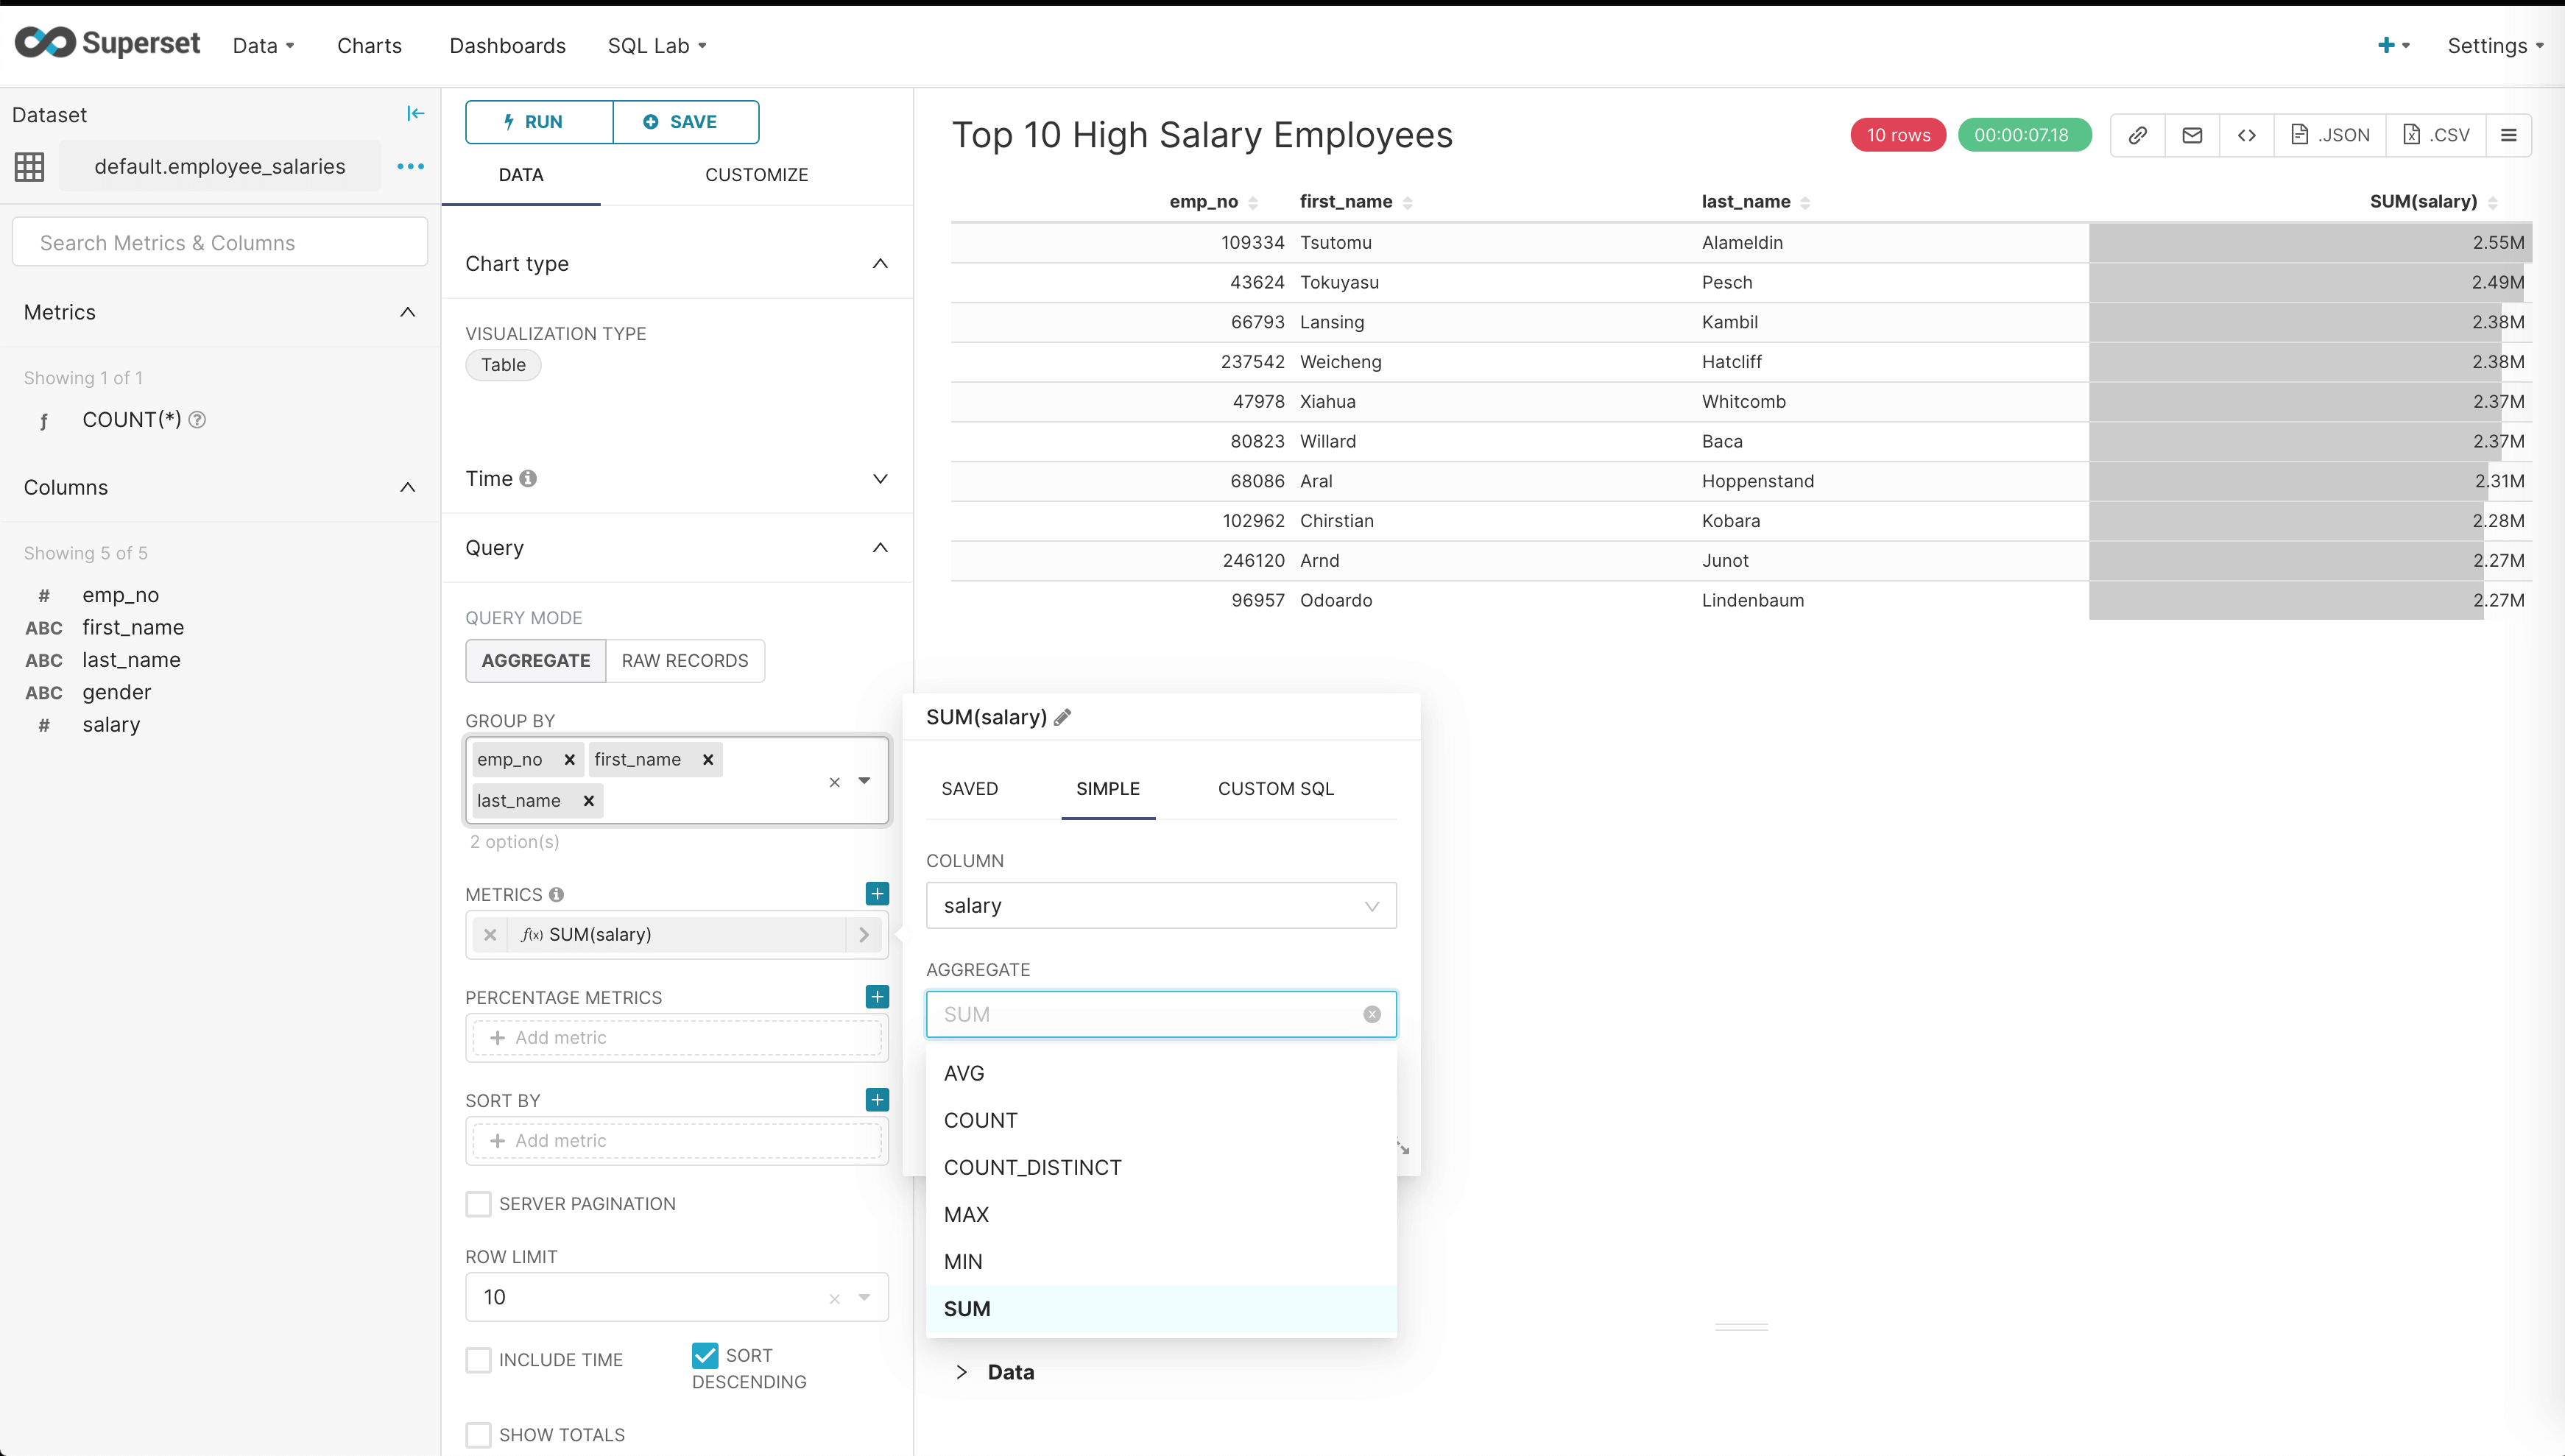 Superset Data Charts Dashboards SQL Lab Settings
Dataset
default.employee_salaries
Search Metrics & Columns
Metrics
Showing 1 of 1
f COUNT(*)
Columns
Showing 5 of 5
# emp_no
ABC first_name
ABC last_name
ABC gender
# salary
RUN SAVE
DATA CUSTOMIZE
Chart type
VISUALIZATION TYPE
Table
Time
Query
QUERY MODE
AGGREGATE RAW RECORDS
GROUP BY
emp_no × first_name ×
last_name ×
2 option(s)
METRICS
f(x) SUM(salary)
PERCENTAGE METRICS
+ Add metric
SORT BY
+ Add metric
SERVER PAGINATION
ROW LIMIT
10
INCLUDE TIME SORT
DESCENDING
SHOW TOTALS
Top 10 High Salary Employees 10 rows 00:00:07.18 .JSON .CSV
emp_no first_name last_name SUM(salary)
109334 Tsutomu Alameldin 2.55M
43624 Tokuyasu Pesch 2.49M
66793 Lansing Kambil 2.38M
237542 Weicheng Hatcliff 2.38M
47978 Xiahua Whitcomb 2.37M
80823 Willard Baca 2.37M
68086 Aral Hoppenstand 2.31M
102962 Chirstian Kobara 2.28M
246120 Arnd Junot 2.27M
96957 Odoardo Lindenbaum 2.27M
SUM(salary)
SAVED SIMPLE CUSTOM SQL
COLUMN
salary
AGGREGATE
SUM
AVG
COUNT
COUNT_DISTINCT
MAX
MIN
SUM
Data